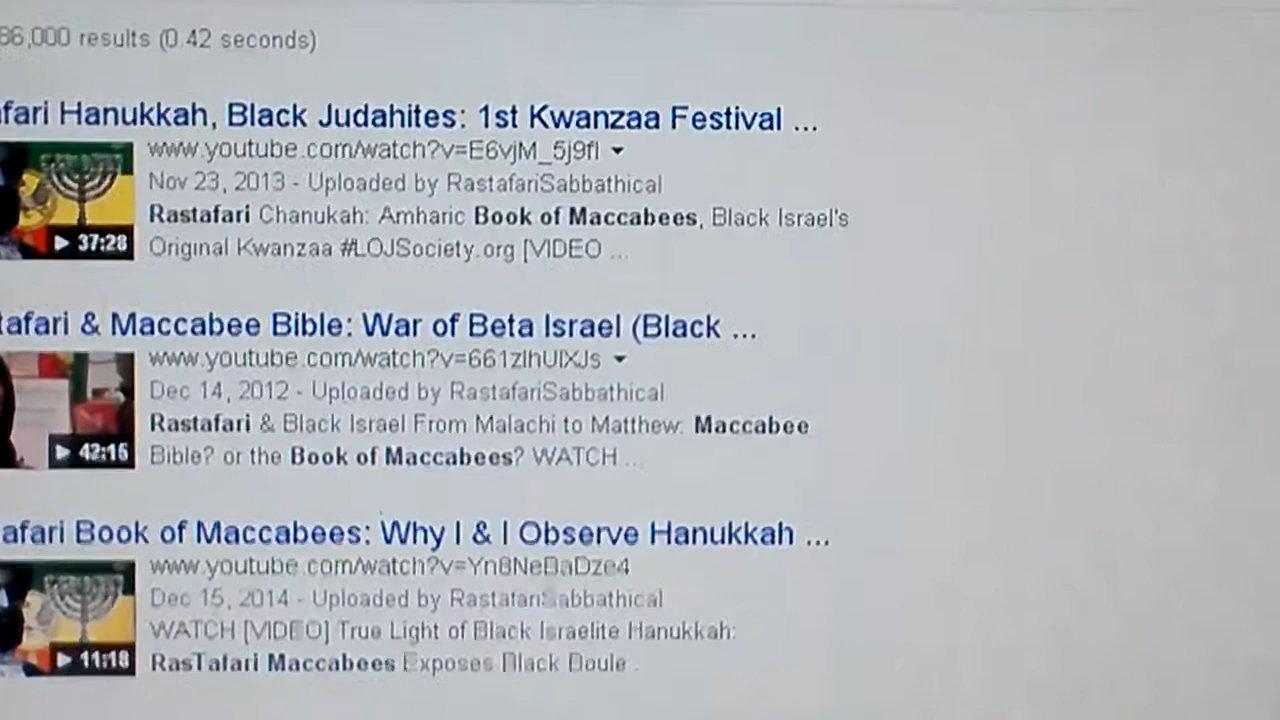 86,000 results (0.42 seconds)
fari Hanukkah, Black Judahites: 1st Kwanzaa Festival ...
www.youtube.com/watch?v=E6vjM_5j9fI
Nov 23, 2013 - Uploaded by RastafariSabbathical
Rastafari Chanukah: Amharic Book of Maccabees, Black Israel's
37:28
Original Kwanzaa #LOJSociety.org [VIDEO ...
tafari & Maccabee Bible: War of Beta Israel (Black ...
www.youtube.com/watch?v=661zIhUIXJs
Dec 14, 2012 - Uploaded by RastafariSabbathical
Rastafari & Black Israel From Malachi to Matthew: Maccabee
42:15
Bible? or the Book of Maccabees? WATCH ...
afari Book of Maccabees: Why I & I Observe Hanukkah ...
www.youtube.com/watch?v=Yn8NeDaDze4
Dec 15, 2014 - Uploaded by RastafariSabbathical
WATCH [VIDEO] True Light of Black Israelite Hanukkah:
11:18
RasTafari Maccabees Exposes Black Boule .